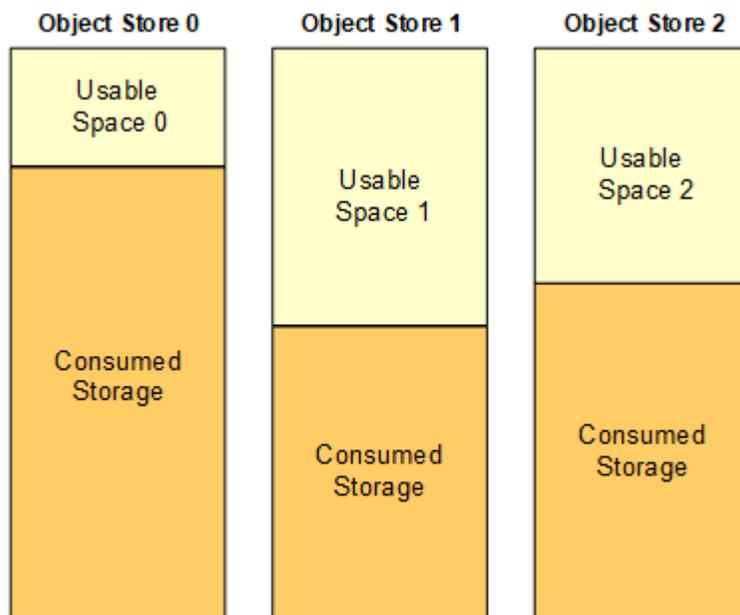 Object Store 0
Object Store 1
Object Store 2
Usable
Space 0
Usable
Space 1
Usable
Space 2
Consumed
Storage
Consumed
Storage
Consumed
Storage